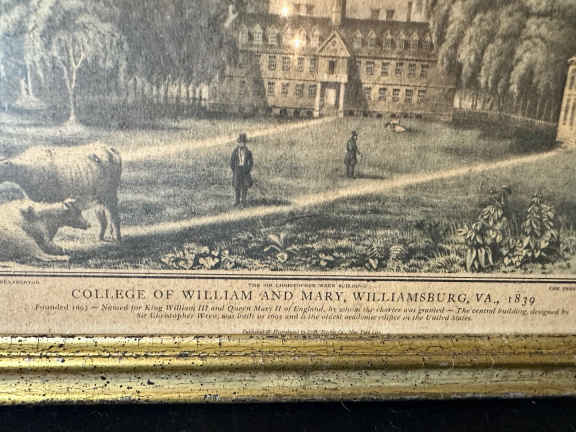 THE SIR CHRISTOPHER WREN BUILDING
COLLEGE OF WILLIAM AND MARY, WILLIAMSBURG, VA., 1839
Founded 1693 — Named for King William III and Queen Mary II of England, by whom the charter was granted — The central building, designed by
Sir Christopher Wren, was built in 1695 and is the oldest academic edifice in the United States.